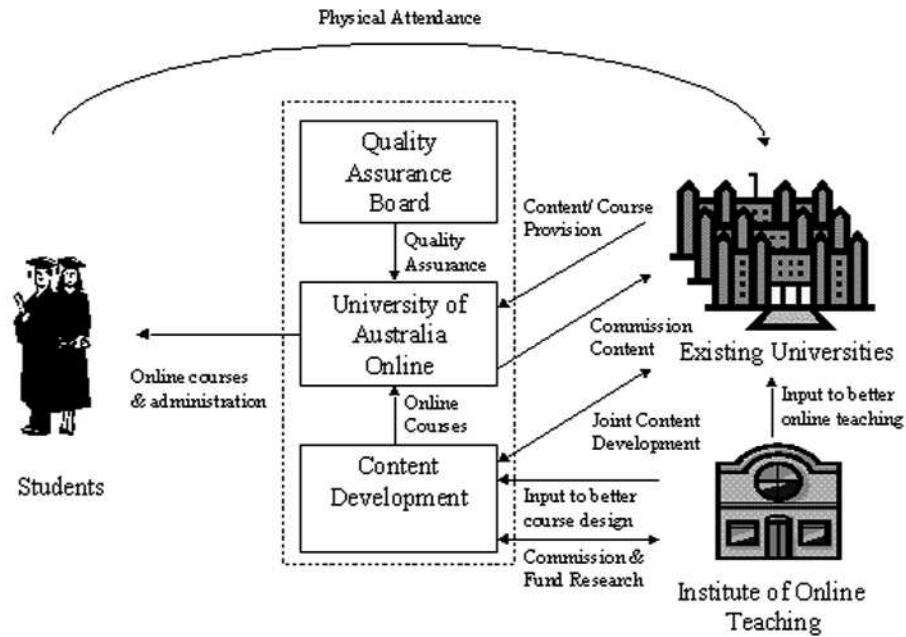 Physical Attendance
Quality
Assurance
Board
Content/ Course
Provision
Quality
Assurance
University of
Australia
Online
Commission
Content
Existing Universities
Online courses
& administration
Online
Courses
Joint Content
Development
Input to better
online teaching
Students
Content
Development
Input to better
course design
Commission &
Fund Research
Institute of Online
Teaching